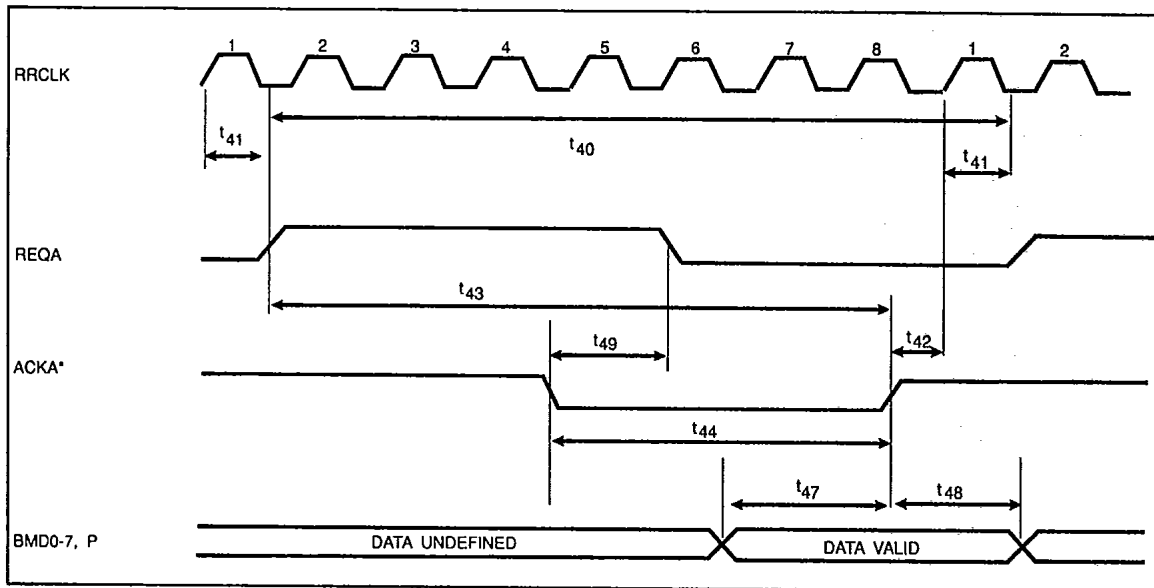 1 2 3 4 5 6 7 8 1 2
RRCLK
t41
t40
t41
REQA
t43
t49
t42
ACKA*
t44
t47
t48
BMD0-7, P
DATA UNDEFINED
DATA VALID